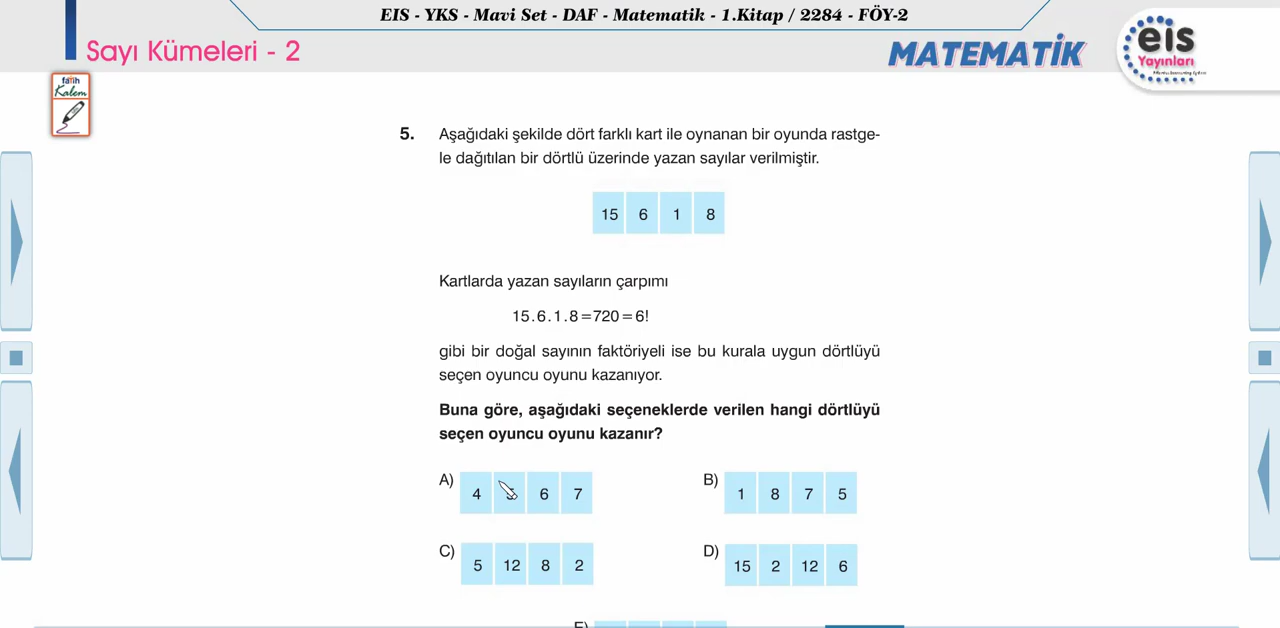 EIS - YKS - Mavi Set - DAF - Matematik - 1.Kitap / 2284 - FÖY-2
Sayı Kümeleri - 2
MATEMATİK
eis
Yayınları
fatih
Kalem
5. Aşağıdaki şekilde dört farklı kart ile oynanan bir oyunda rastge-
le dağıtılan bir dörtlü üzerinde yazan sayılar verilmiştir.
15 6 1 8
Kartlarda yazan sayıların çarpımı
15.6.1.8=720=6!
gibi bir doğal sayının faktöriyeli ise bu kurala uygun dörtlüyü
seçen oyuncu oyunu kazanıyor.
Buna göre, aşağıdaki seçeneklerde verilen hangi dörtlüyü
seçen oyuncu oyunu kazanır?
A) 4 6 7
B) 1 8 7 5
C) 5 12 8 2
D) 15 2 12 6
E)